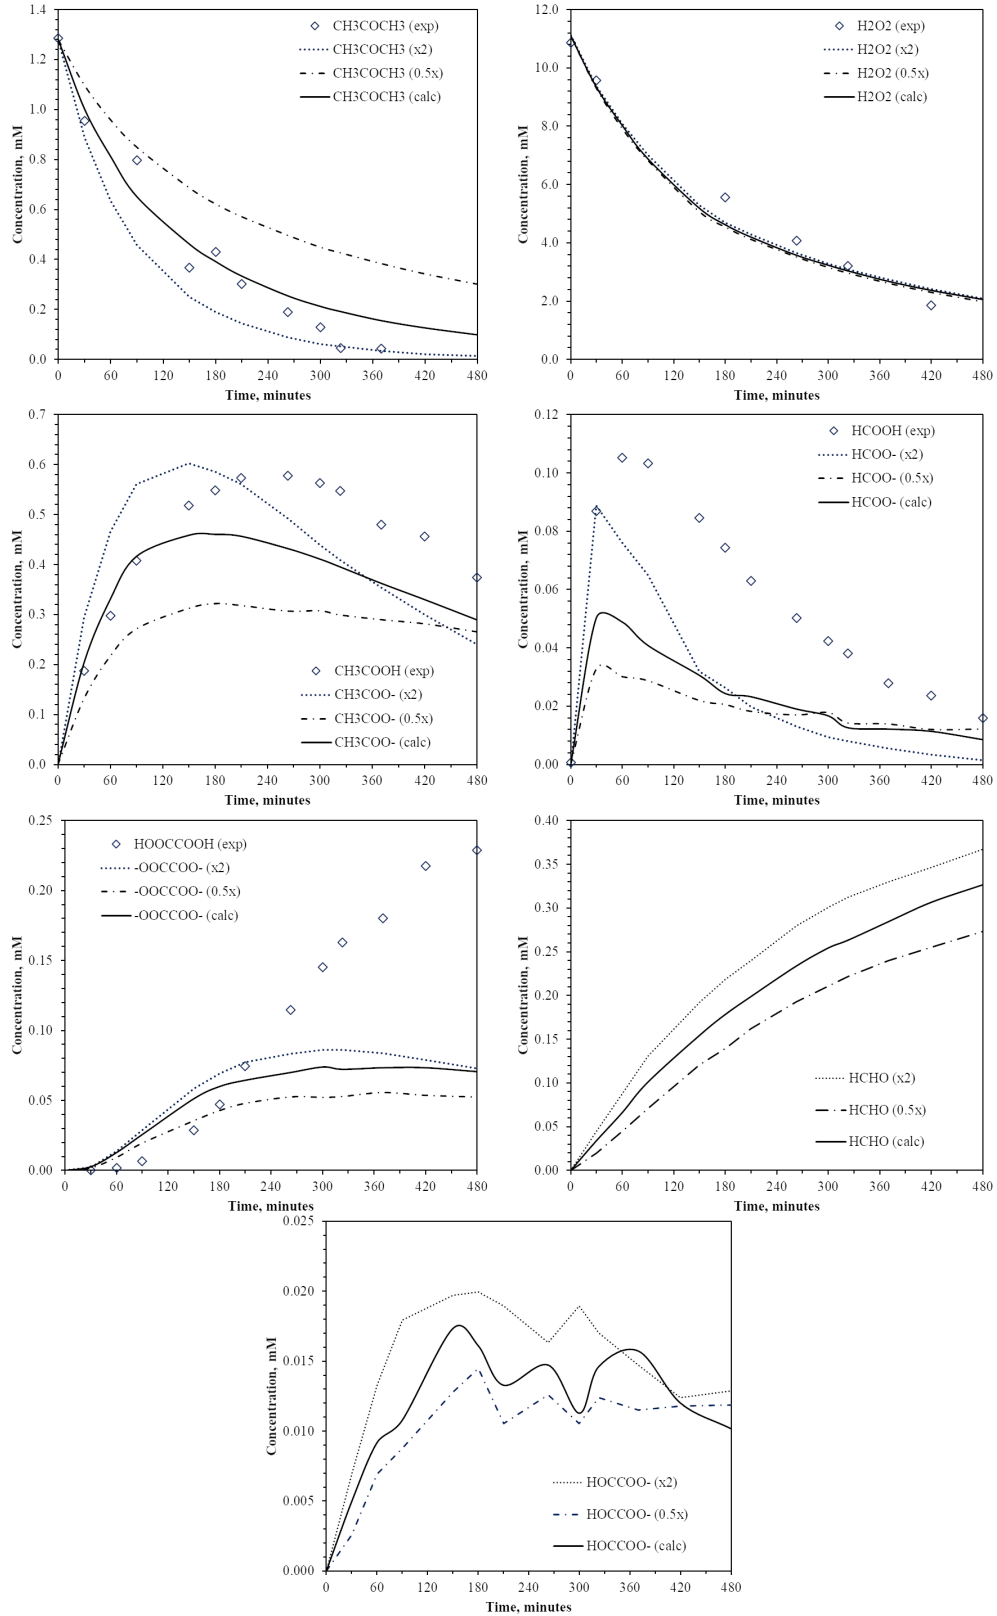 1.4
1.2
1.0
0.8
0.6
0.4
0.2
0.0
Concentration, mM
CH3COCH3 (exp)
CH3COCH3 (x2)
CH3COCH3 (0.5x)
CH3COCH3 (calc)
0 60 120 180 240 300 360 420 480
Time, minutes
12.0
10.0
8.0
6.0
4.0
2.0
0.0
Concentration, mM
H2O2 (exp)
H2O2 (x2)
H2O2 (0.5x)
H2O2 (calc)
0 60 120 180 240 300 360 420 480
Time, minutes
0.7
0.6
0.5
0.4
0.3
0.2
0.1
0.0
Concentration, mM
CH3COOH (exp)
CH3COO- (x2)
CH3COO- (0.5x)
CH3COO- (calc)
0 60 120 180 240 300 360 420 480
Time, minutes
0.12
0.10
0.08
0.06
0.04
0.02
0.00
Concentration, mM
HCOOH (exp)
HCOO- (x2)
HCOO- (0.5x)
HCOO- (calc)
0 60 120 180 240 300 360 420 480
Time, minutes
0.25
0.20
0.15
0.10
0.05
0.00
Concentration, mM
HOOCCOOH (exp)
-OOCCOO- (x2)
-OOCCOO- (0.5x)
-OOCCOO- (calc)
0 60 120 180 240 300 360 420 480
Time, minutes
0.40
0.35
0.30
0.25
0.20
0.15
0.10
0.05
0.00
Concentration, mM
HCHO (x2)
HCHO (0.5x)
HCHO (calc)
0 60 120 180 240 300 360 420 480
Time, minutes
0.025
0.020
0.015
0.010
0.005
0.000
Concentration, mM
HOCCOO- (x2)
HOCCOO- (0.5x)
HOCCOO- (calc)
0 60 120 180 240 300 360 420 480
Time, minutes